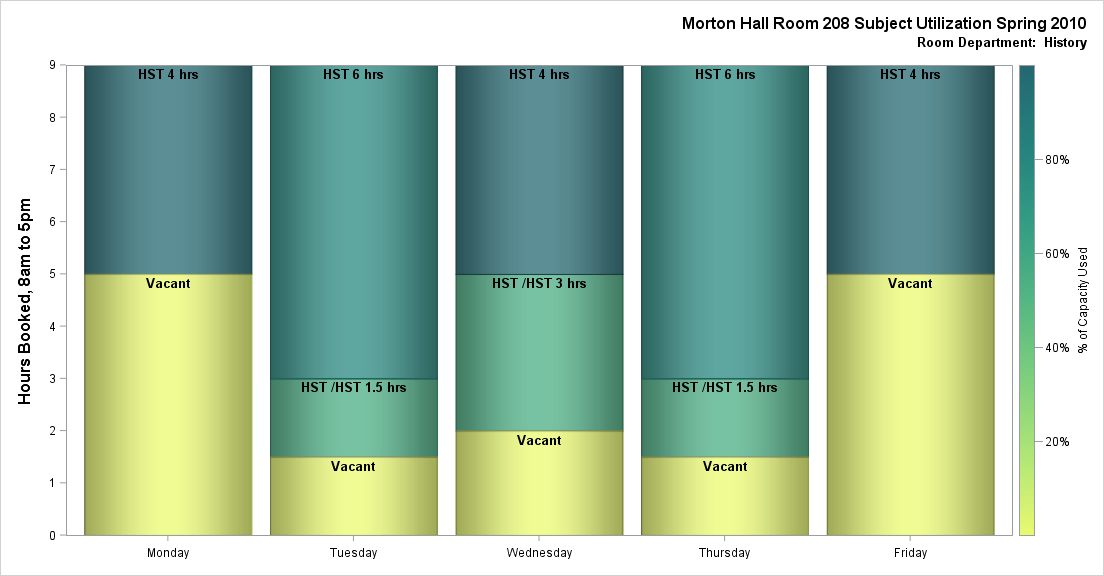 Morton Hall Room 208 Subject Utilization Spring 2010
Room Department: History
Hours Booked, 8am to 5pm
9
8
7
6
5
4
3
2
1
0
HST 4 hrs
Vacant
HST 6 hrs
HST /HST 1.5 hrs
Vacant
HST 4 hrs
HST /HST 3 hrs
Vacant
HST 6 hrs
HST /HST 1.5 hrs
Vacant
HST 4 hrs
Vacant
Monday
Tuesday
Wednesday
Thursday
Friday
80%
60%
40%
20%
% of Capacity Used